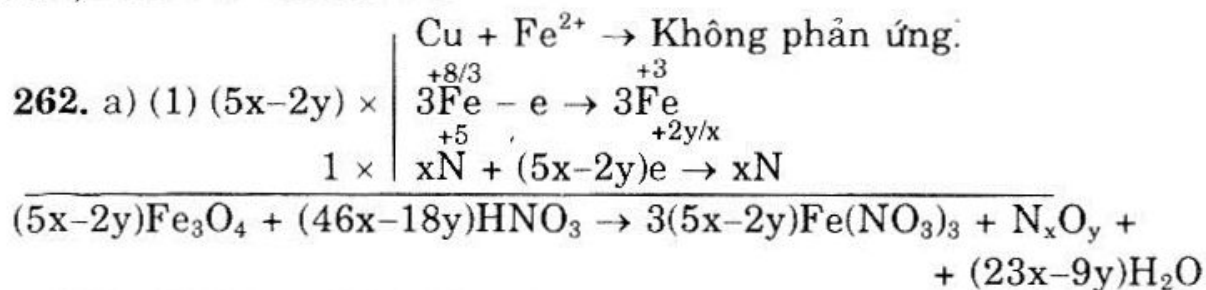 Cu + Fe²⁺ → Không phản ứng.
+8/3 +3
262. a) (1) (5x–2y) × | 3Fe – e → 3Fe
+5 +2y/x
1 × | xN + (5x–2y)e → xN
(5x–2y)Fe₃O₄ + (46x–18y)HNO₃ → 3(5x–2y)Fe(NO₃)₃ + NₓOᵧ +
+ (23x–9y)H₂O